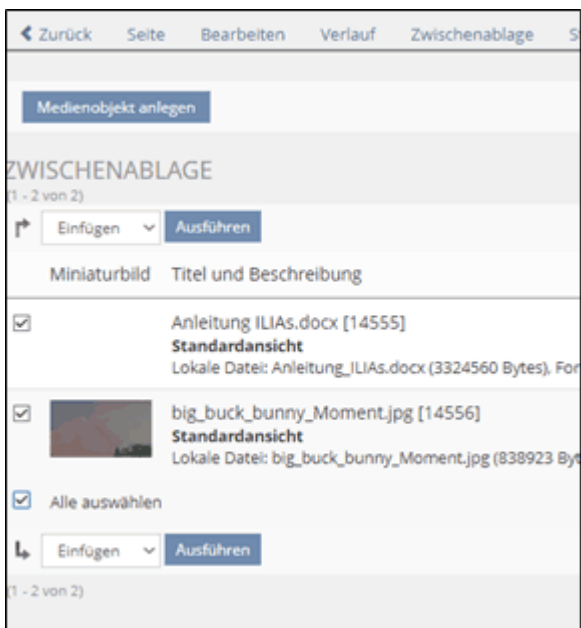 Zurück Seite Bearbeiten Verlauf Zwischenablage
Medienobjekt anlegen
ZWISCHENABLAGE
(1 - 2 von 2)
Einfügen Ausführen
Miniaturbild Titel und Beschreibung
Anleitung ILIAs.docx [14555]
Standardansicht
Lokale Datei: Anleitung_ILIAs.docx (3324560 Bytes), For
big_buck_bunny_Moment.jpg [14556]
Standardansicht
Lokale Datei: big_buck_bunny_Moment.jpg (838923 Byt
Alle auswählen
Einfügen Ausführen
(1 - 2 von 2)